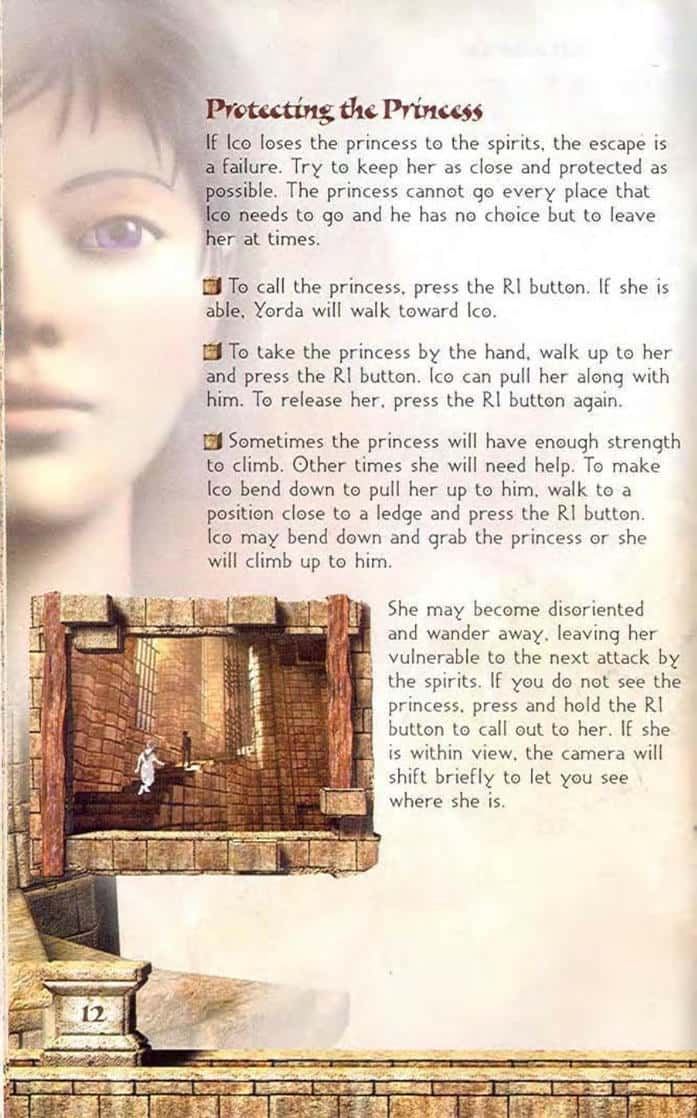 Protecting the Princess
If Ico loses the princess to the spirits, the escape is
a failure. Try to keep her as close and protected as
possible. The princess cannot go every place that
Ico needs to go and he has no choice but to leave
her at times.
To call the princess, press the R1 button. If she is
able, Yorda will walk toward Ico.
To take the princess by the hand, walk up to her
and press the R1 button. Ico can pull her along with
him. To release her, press the R1 button again.
Sometimes the princess will have enough strength
to climb. Other times she will need help. To make
Ico bend down to pull her up to him, walk to a
position close to a ledge and press the R1 button.
Ico may bend down and grab the princess or she
will climb up to him.
She may become disoriented
and wander away, leaving her
vulnerable to the next attack by
the spirits. If you do not see the
princess, press and hold the R1
button to call out to her. If she
is within view, the camera will
shift briefly to let you see
where she is.
12